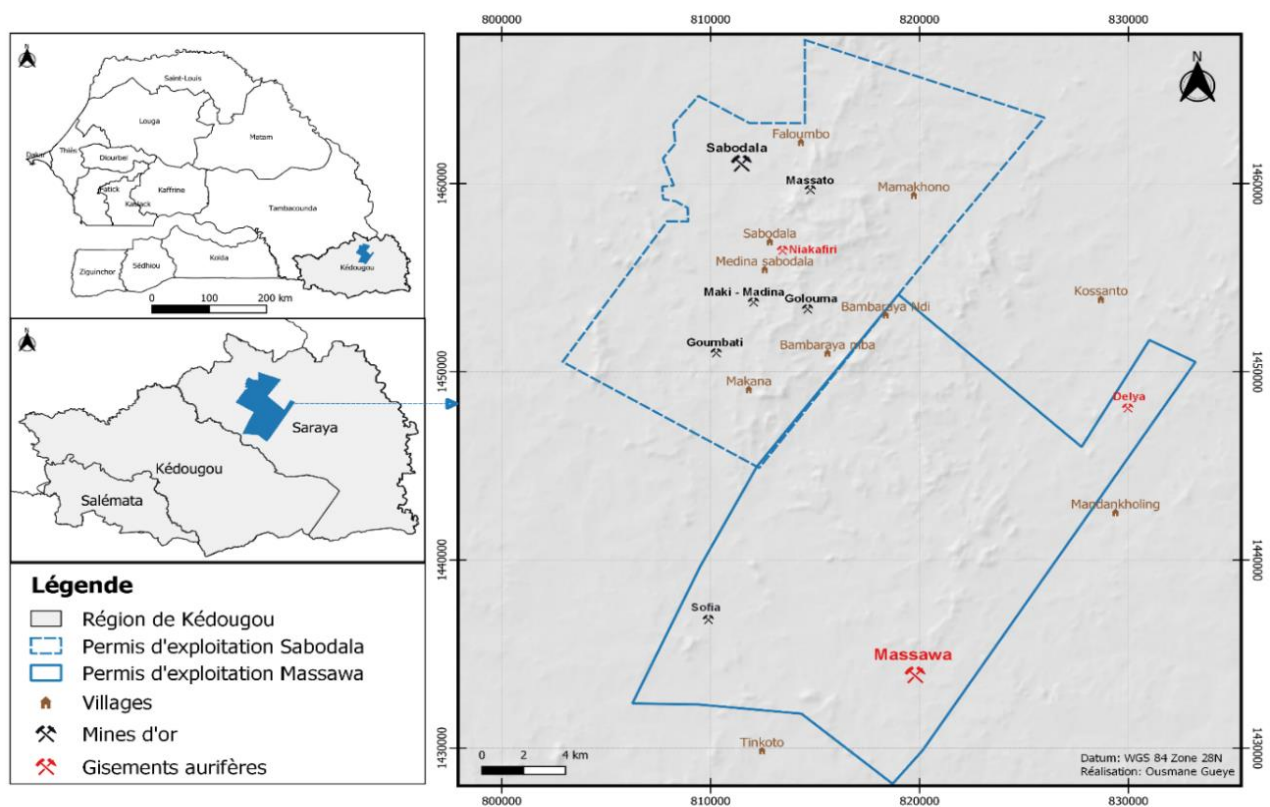 N
Saint-Louis
Louga
Matam
Dakar
Thiès
Diourbel
Fatick
Kaolack
Kaffrine
Tambacounda
Ziguinchor
Sédhiou
Kolda
Kédougou
0 100 200 km
N
Saraya
Kédougou
Salémata
Légende
Région de Kédougou
Permis d'exploitation Sabodala
Permis d'exploitation Massawa
Villages
Mines d'or
Gisements aurifères
800000 810000 820000 830000
N
1460000 1460000
1450000 1450000
1440000 1440000
1430000 1430000
Faloumbo
Sabodala
Massato
Mamakhono
Sabodala
Niakafiri
Medina sabodala
Maki - Madina
Golouma
Kossanto
Bambaraya Ndi
Goumbati
Bambaraya mba
Makana
Delya
Mandankholing
Sofia
Massawa
Tinkoto
0 2 4 km
Datum: WGS 84 Zone 28N
Réalisation: Ousmane Gueye
800000 810000 820000 830000